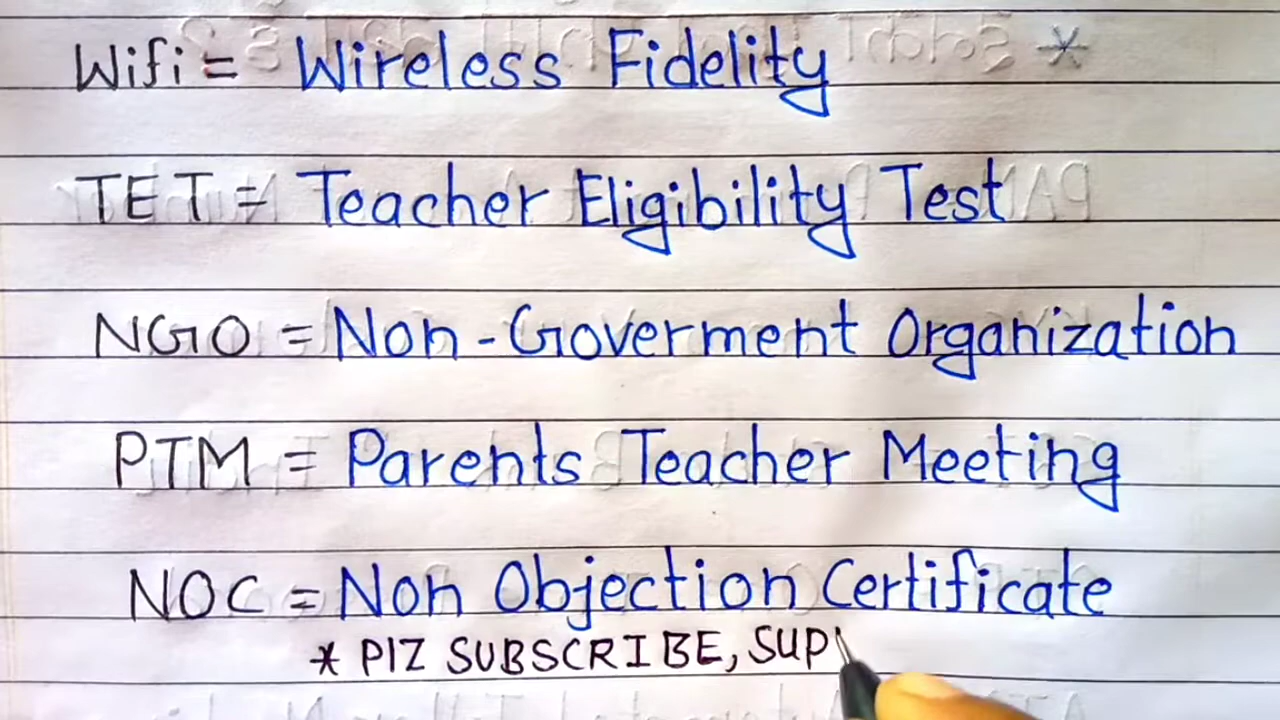 Wifi = Wireless Fidelity
TET = Teacher Eligibility Test
NGO = Non-Goverment Organization
PTM = Parents Teacher Meeting
NOC = Non Objection Certificate
* PIZ SUBSCRIBE, SUP